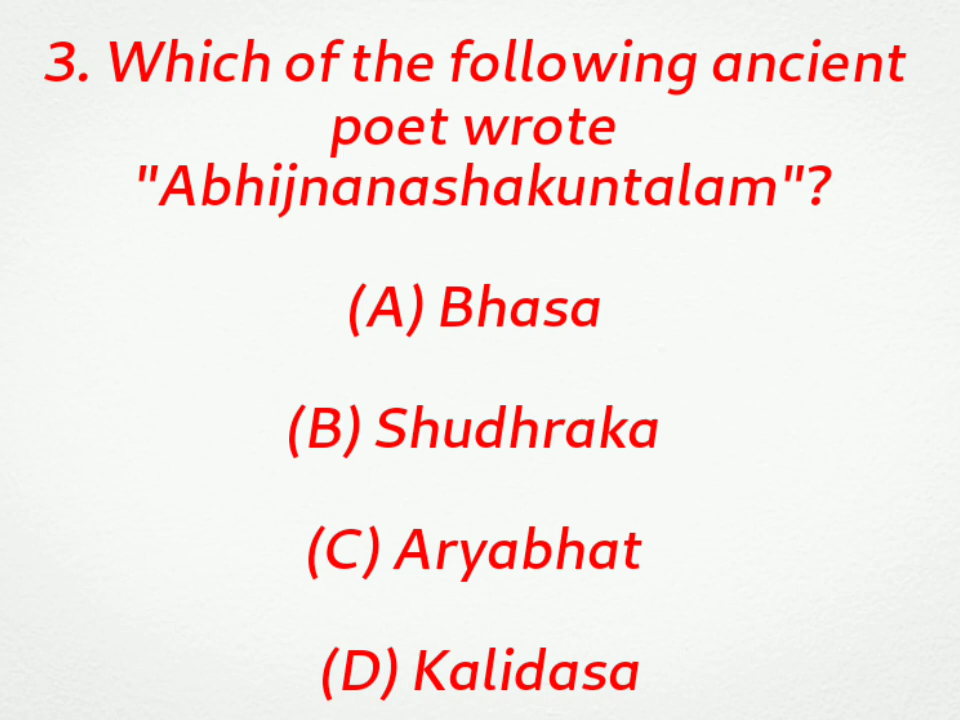 3. Which of the following ancient
poet wrote
"Abhijnanashakuntalam"?
(A) Bhasa
(B) Shudhraka
(C) Aryabhat
(D) Kalidasa